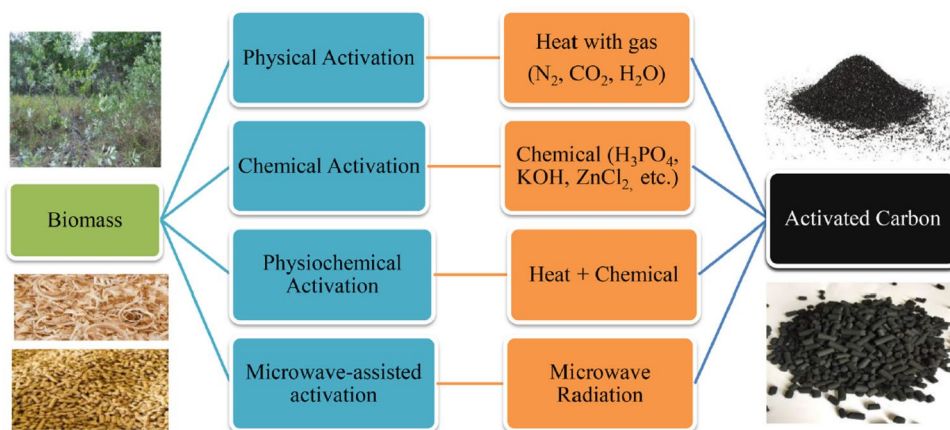 Biomass
Physical Activation
Heat with gas
(N₂, CO₂, H₂O)
Chemical Activation
Chemical (H₃PO₄,
KOH, ZnCl₂, etc.)
Physiochemical
Activation
Heat + Chemical
Microwave-assisted
activation
Microwave
Radiation
Activated Carbon